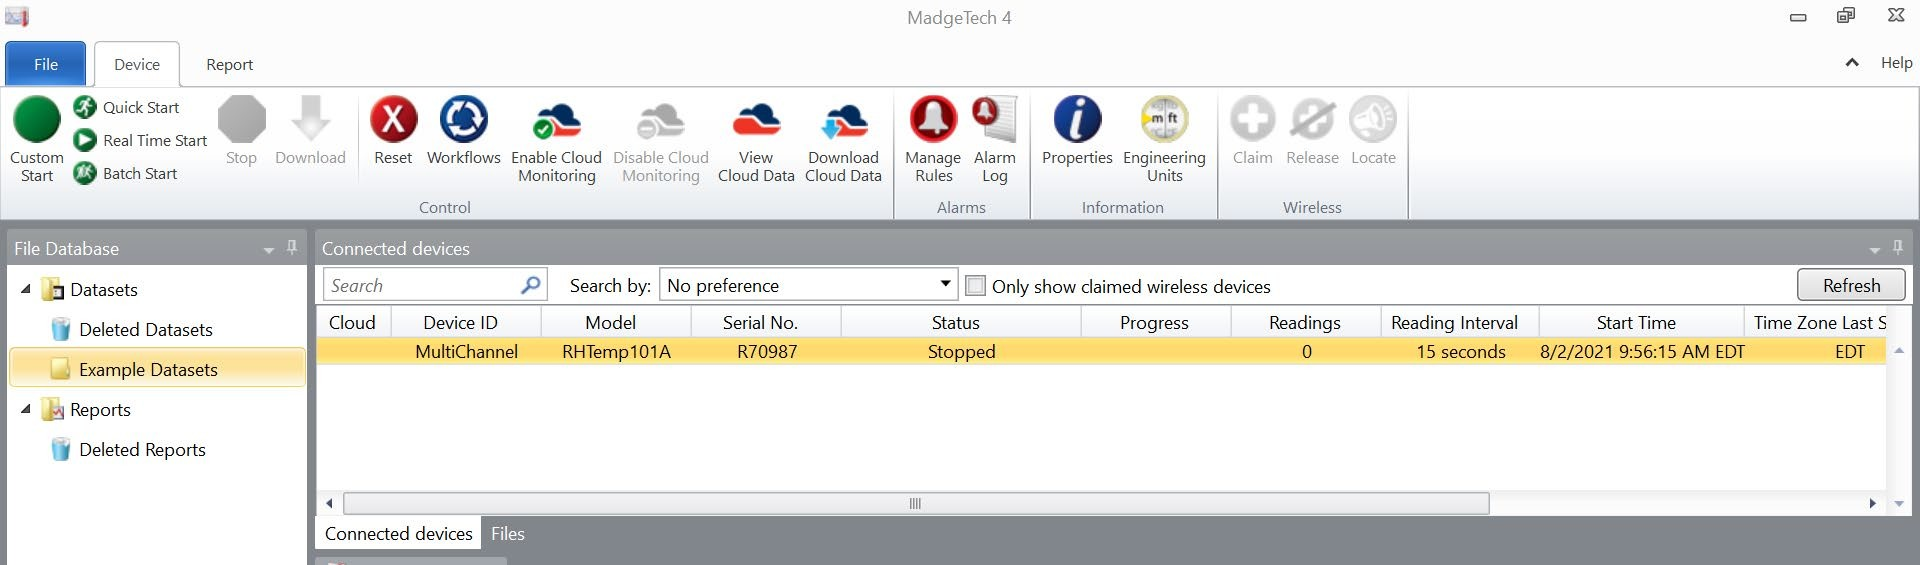 MadgeTech 4
File
Device
Report
Help
Custom Start
Quick Start
Real Time Start
Batch Start
Stop
Download
Reset
Workflows
Enable Cloud Monitoring
Disable Cloud Monitoring
View Cloud Data
Download Cloud Data
Control
Manage Rules
Alarm Log
Alarms
Properties
m ft
Engineering Units
Information
Claim
Release
Locate
Wireless
File Database
Datasets
Deleted Datasets
Example Datasets
Reports
Deleted Reports
Connected devices
Search
Search by:
No preference
Only show claimed wireless devices
Refresh
Cloud Device ID Model Serial No. Status Progress Readings Reading Interval Start Time Time Zone Last S
MultiChannel RHTemp101A R70987 Stopped 0 15 seconds 8/2/2021 9:56:15 AM EDT EDT
Connected devices
Files